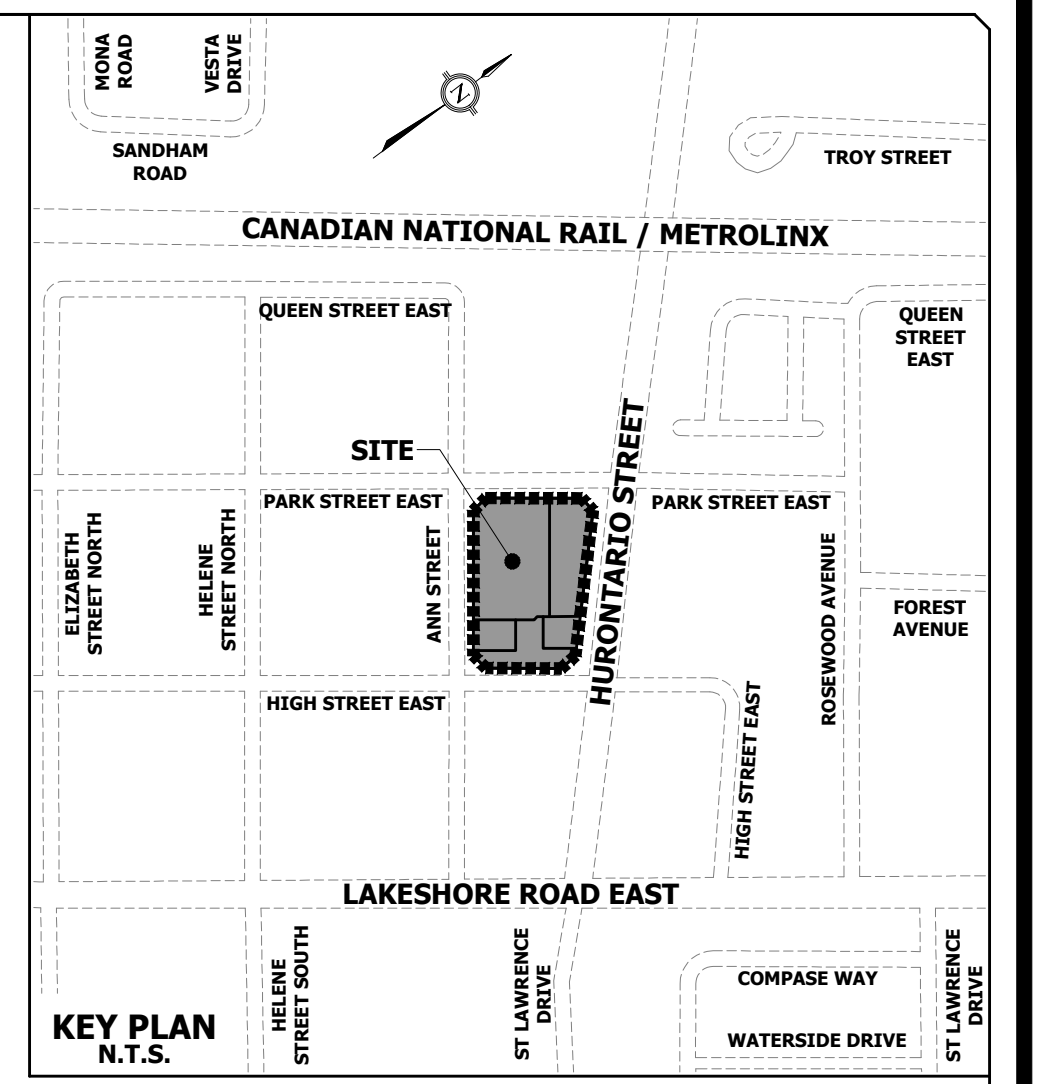 MONA
ROAD
VESTA
DRIVE
N
SANDHAM
ROAD
TROY STREET
CANADIAN NATIONAL RAIL / METROLINX
QUEEN STREET EAST
QUEEN
STREET
EAST
SITE
PARK STREET EAST
PARK STREET EAST
HURONTARIO STREET
ELIZABETH
STREET NORTH
HELENE
STREET NORTH
ANN STREET
ROSEWOOD AVENUE
FOREST
AVENUE
HIGH STREET EAST
HIGH STREET EAST
LAKESHORE ROAD EAST
HELENE
STREET SOUTH
ST LAWRENCE
DRIVE
COMPASE WAY
ST LAWRENCE
DRIVE
WATERSIDE DRIVE
KEY PLAN
N.T.S.